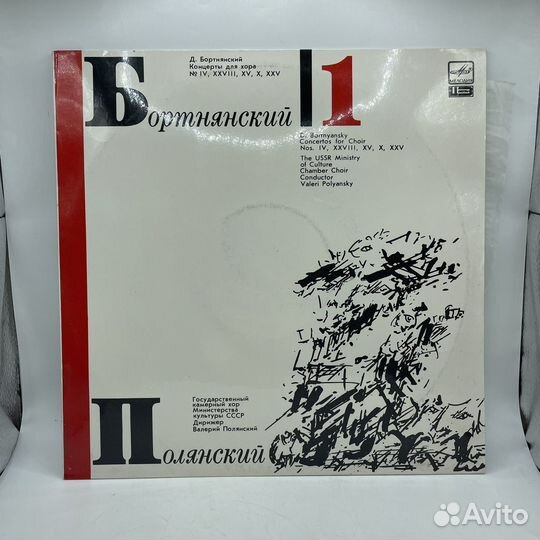 Д. Бортнянский
Концерты для хора
№ IV, XXVIII, XV, X, XXV
Бортнянский 1
МЕЛОДИЯ
D. Bortnyansky
Concertos for Choir
Nos. IV, XXVIII, XV, X, XXV
The USSR Ministry
of Culture
Chamber Choir
Conductor
Valeri Polyansky
Государственный
камерный хор
Министерства
культуры СССР
Дирижер
Валерий Полянский
Полянский
Avito